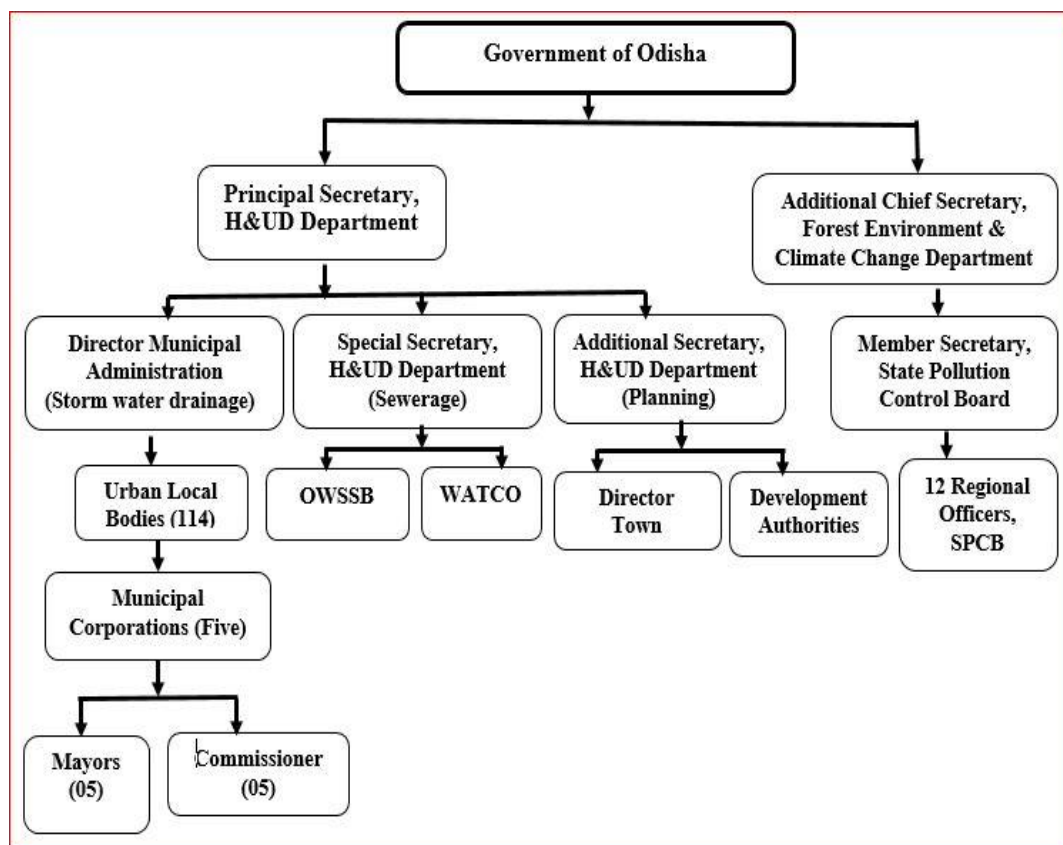 Government of Odisha
Principal Secretary,
H&UD Department
Additional Chief Secretary,
Forest Environment &
Climate Change Department
Director Municipal
Administration
(Storm water drainage)
Special Secretary,
H&UD Department
(Sewerage)
Additional Secretary,
H&UD Department
(Planning)
Member Secretary,
State Pollution
Control Board
Urban Local
Bodies (114)
OWSSB
WATCO
Director
Town
Development
Authorities
12 Regional
Officers,
SPCB
Municipal
Corporations (Five)
Mayors
(05)
Commissioner
(05)